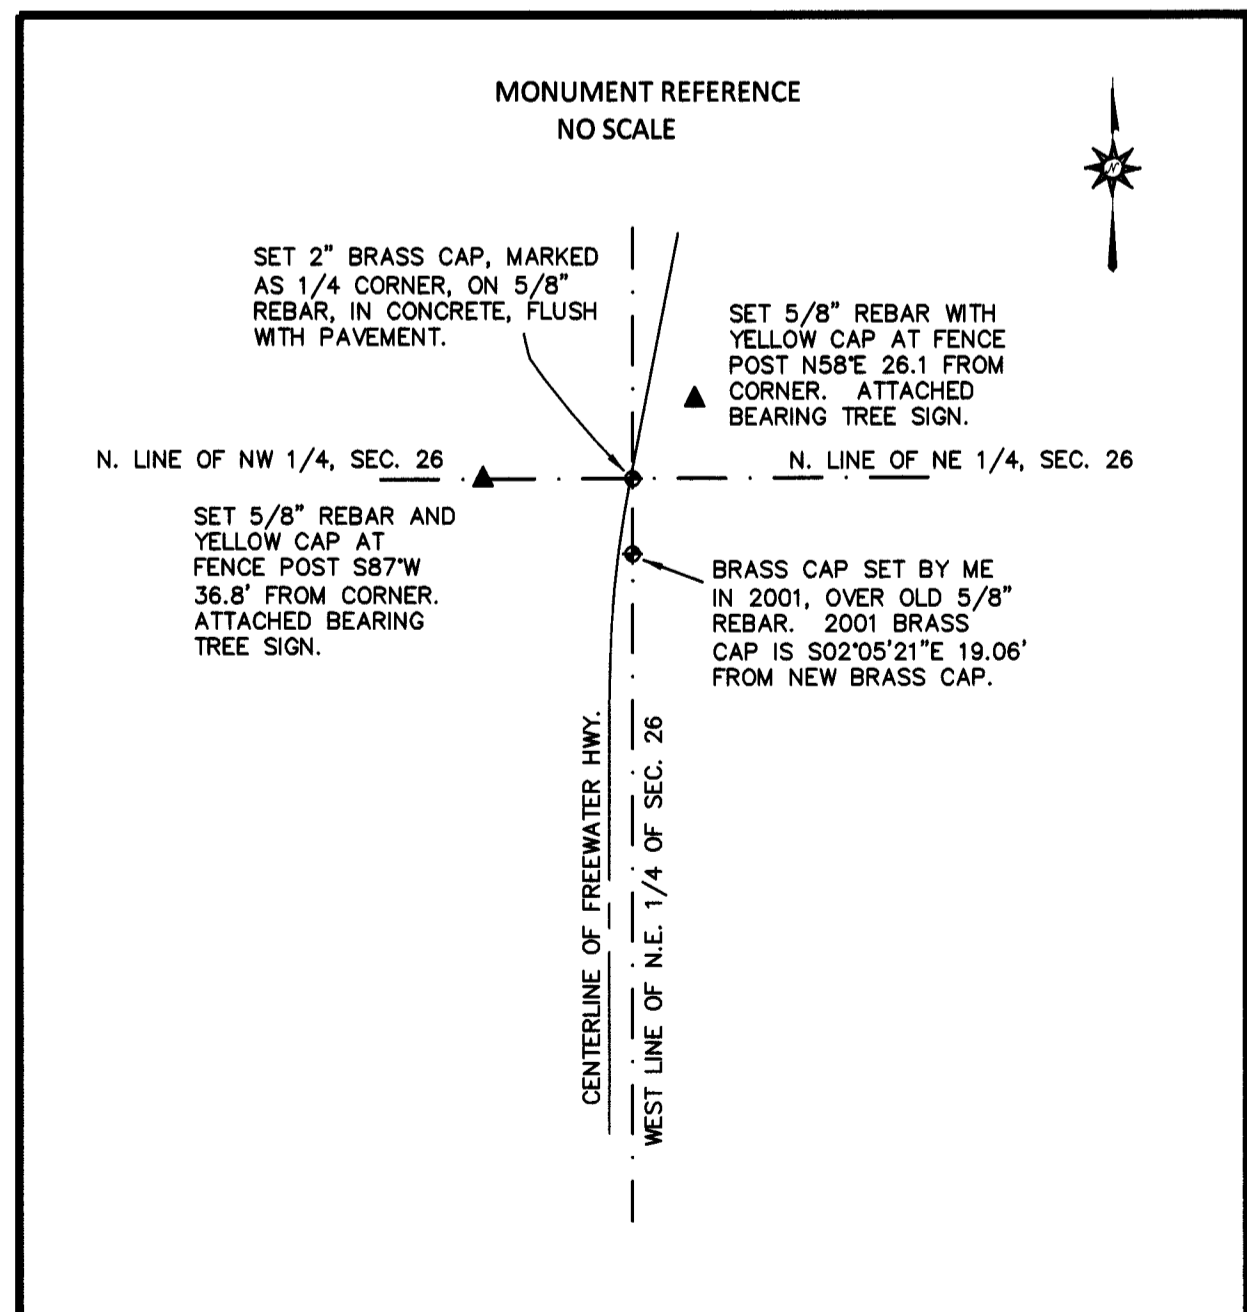 MONUMENT REFERENCE
NO SCALE
N
SET 2" BRASS CAP, MARKED
AS 1/4 CORNER, ON 5/8"
REBAR, IN CONCRETE, FLUSH
WITH PAVEMENT.
SET 5/8" REBAR WITH
YELLOW CAP AT FENCE
POST N58°E 26.1 FROM
CORNER. ATTACHED
BEARING TREE SIGN.
N. LINE OF NW 1/4, SEC. 26
N. LINE OF NE 1/4, SEC. 26
SET 5/8" REBAR AND
YELLOW CAP AT
FENCE POST S87°W
36.8' FROM CORNER.
ATTACHED BEARING
TREE SIGN.
BRASS CAP SET BY ME
IN 2001, OVER OLD 5/8"
REBAR. 2001 BRASS
CAP IS S02°05'21"E 19.06'
FROM NEW BRASS CAP.
CENTERLINE OF FREEWATER HWY.
WEST LINE OF N.E. 1/4 OF SEC. 26